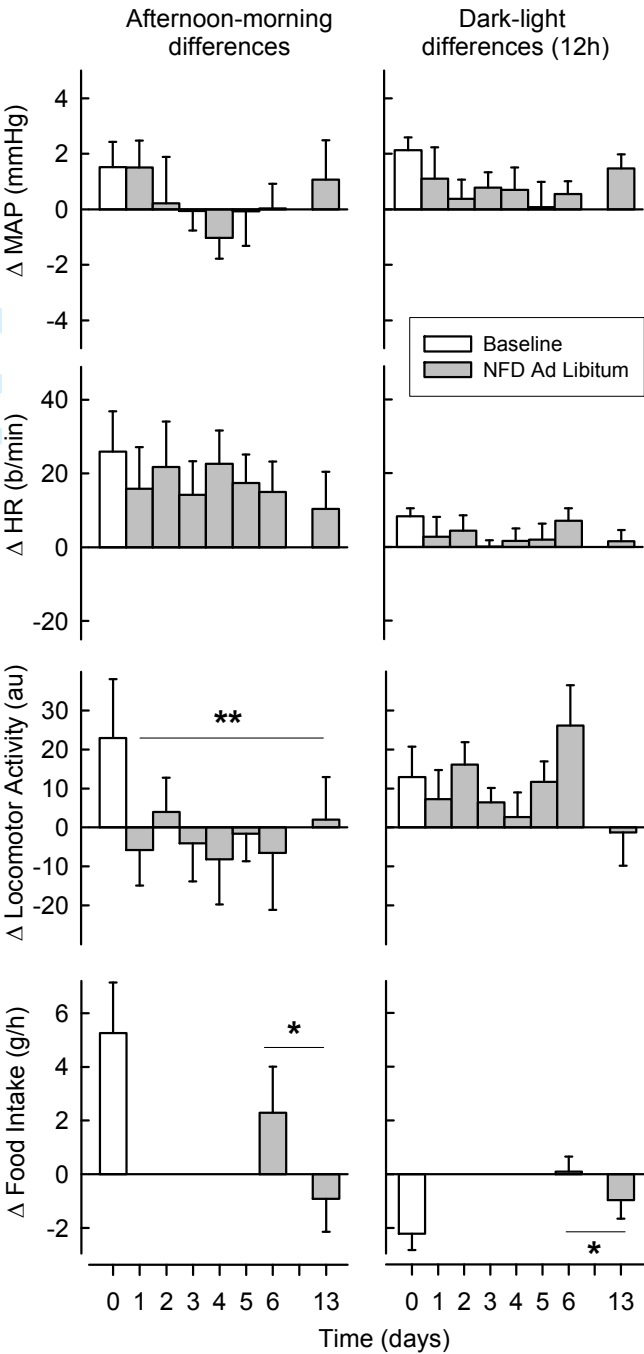 Afternoon-morning
differences
Dark-light
differences (12h)
Δ MAP (mmHg)
4
2
0
-2
-4
Baseline
NFD Ad Libitum
Δ HR (b/min)
40
20
0
-20
Δ Locomotor Activity (au)
30
20
10
0
-10
-20
**
Δ Food Intake (g/h)
6
4
2
0
-2
*
*
0 1 2 3 4 5 6 13
0 1 2 3 4 5 6 13
Time (days)